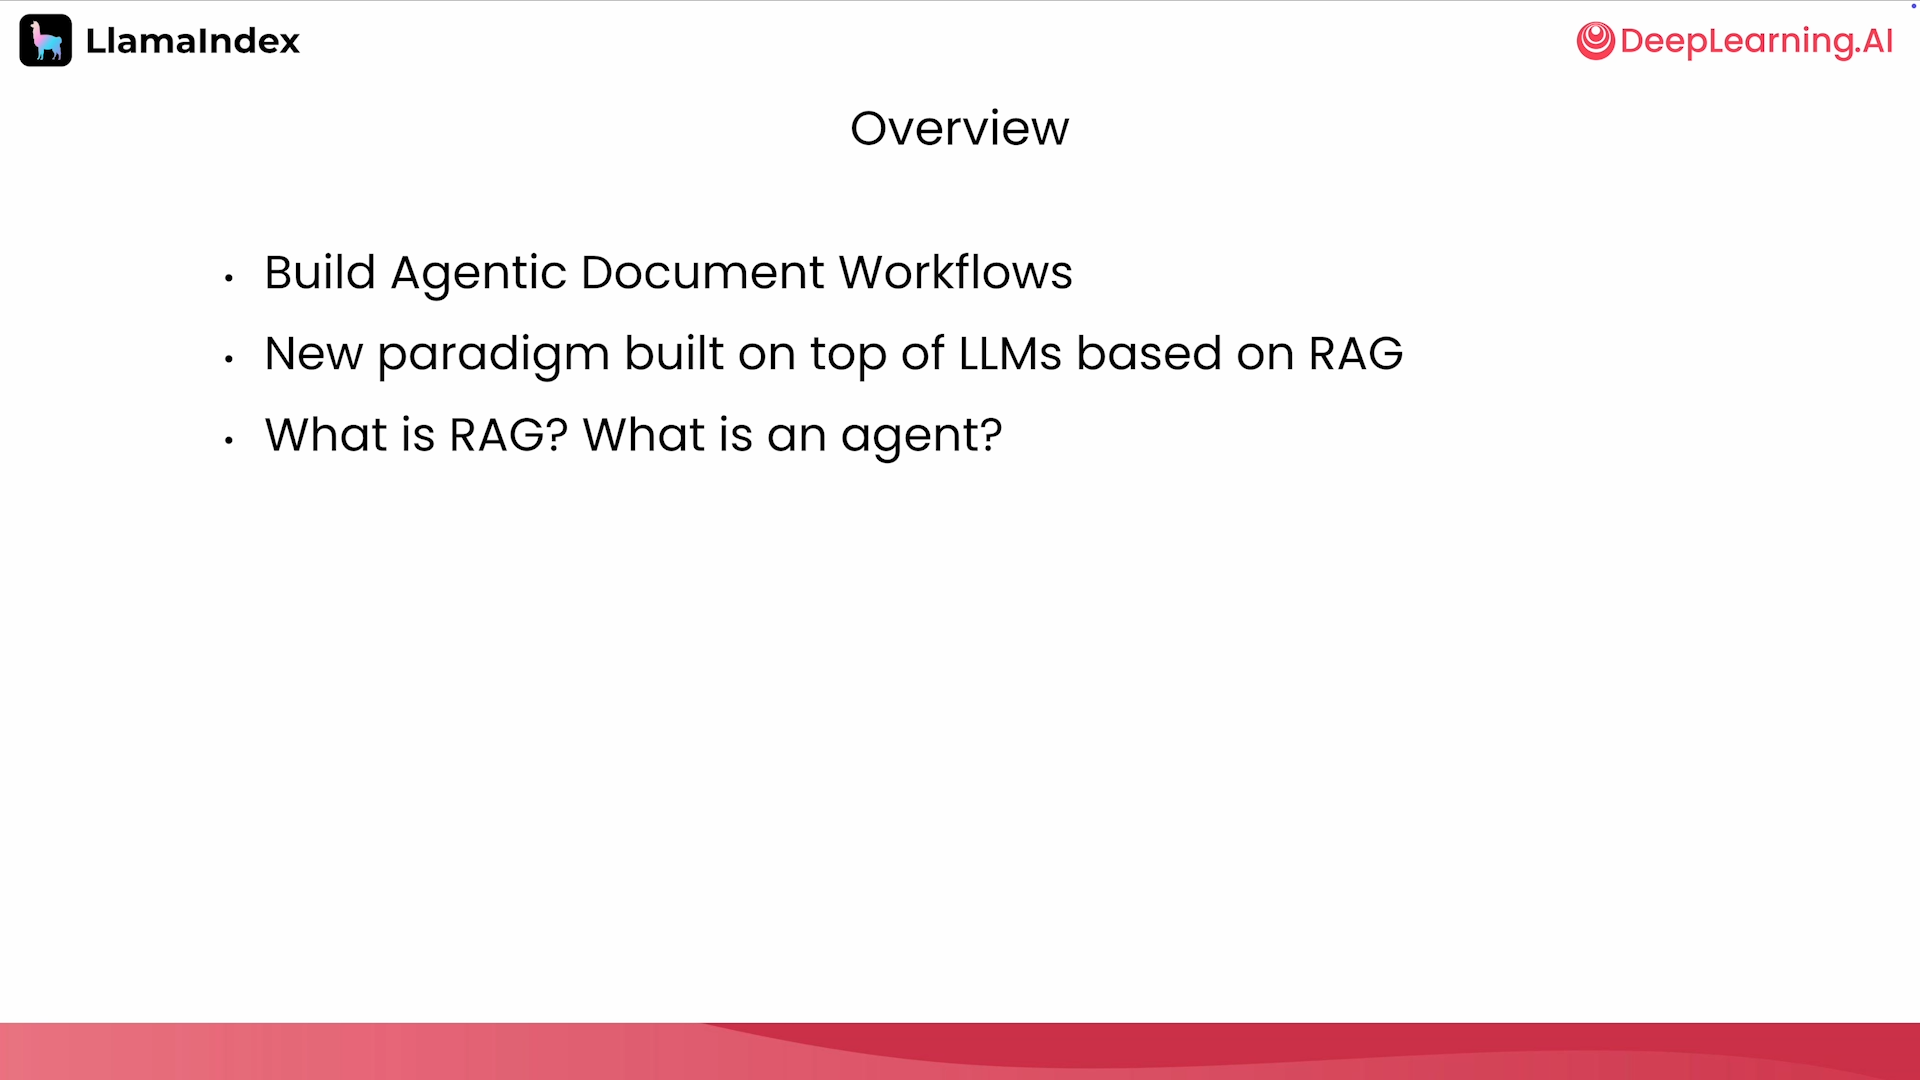 LlamaIndex
DeepLearning.AI
Overview
• Build Agentic Document Workflows
• New paradigm built on top of LLMs based on RAG
• What is RAG? What is an agent?